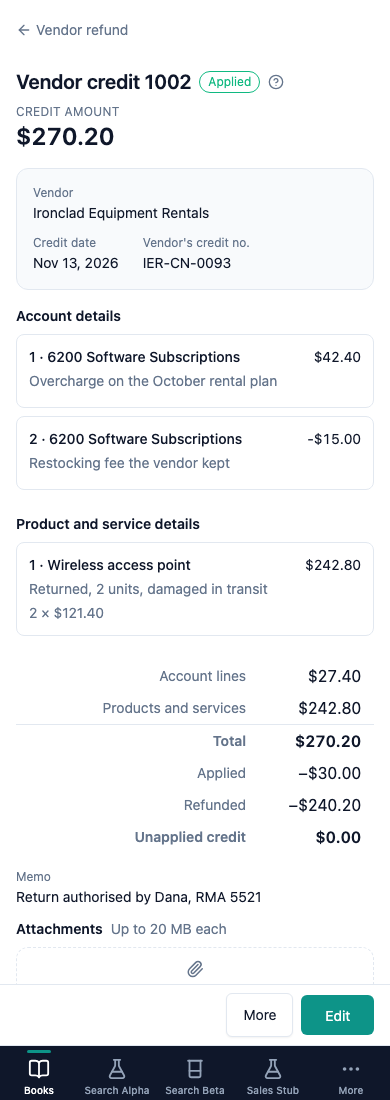 Vendor refund
Vendor credit 1002 Applied
CREDIT AMOUNT
$270.20
Vendor
Ironclad Equipment Rentals
Credit date Vendor's credit no.
Nov 13, 2026 IER-CN-0093
Account details
1 · 6200 Software Subscriptions $42.40
Overcharge on the October rental plan
2 · 6200 Software Subscriptions -$15.00
Restocking fee the vendor kept
Product and service details
1 · Wireless access point $242.80
Returned, 2 units, damaged in transit
2 × $121.40
Account lines $27.40
Products and services $242.80
Total $270.20
Applied –$30.00
Refunded –$240.20
Unapplied credit $0.00
Memo
Return authorised by Dana, RMA 5521
Attachments Up to 20 MB each
More Edit
Books Search Alpha Search Beta Sales Stub More